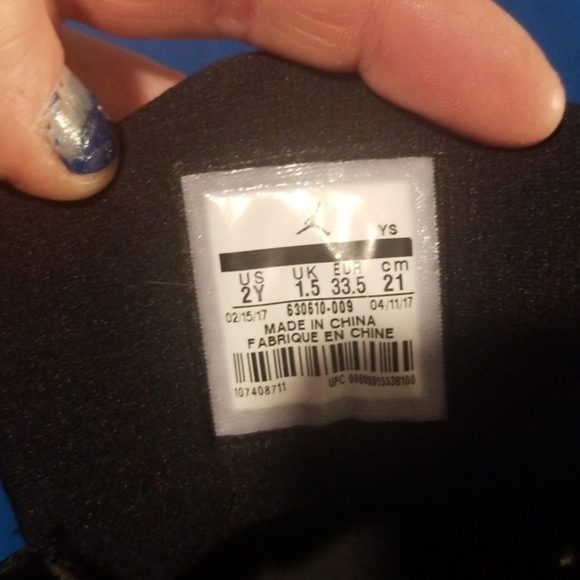 YS
US UK EUR cm
2Y 1.5 33.5 21
02/15/17 630610-009 04/11/17
MADE IN CHINA
FABRIQUE EN CHINE
107408711 UPC